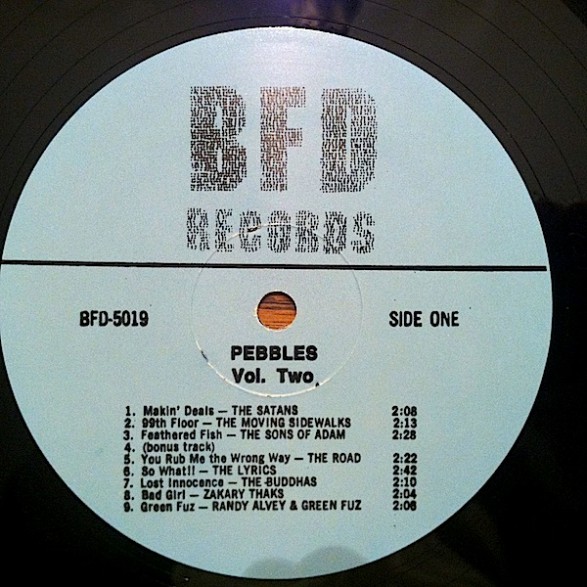 BFD
RECORDS
BFD-5019 SIDE ONE
PEBBLES
Vol. Two
1. Makin' Deals — THE SATANS 2:08
2. 99th Floor — THE MOVING SIDEWALKS 2:13
3. Feathered Fish — THE SONS OF ADAM 2:28
4. (bonus track)
5. You Rub Me the Wrong Way — THE ROAD 2:22
6. So What!! — THE LYRICS 2:42
7. Lost Innocence — THE BUDDHAS 2:10
8. Bad Girl — ZAKARY THAKS 2:04
9. Green Fuz — RANDY ALVEY & GREEN FUZ 2:06